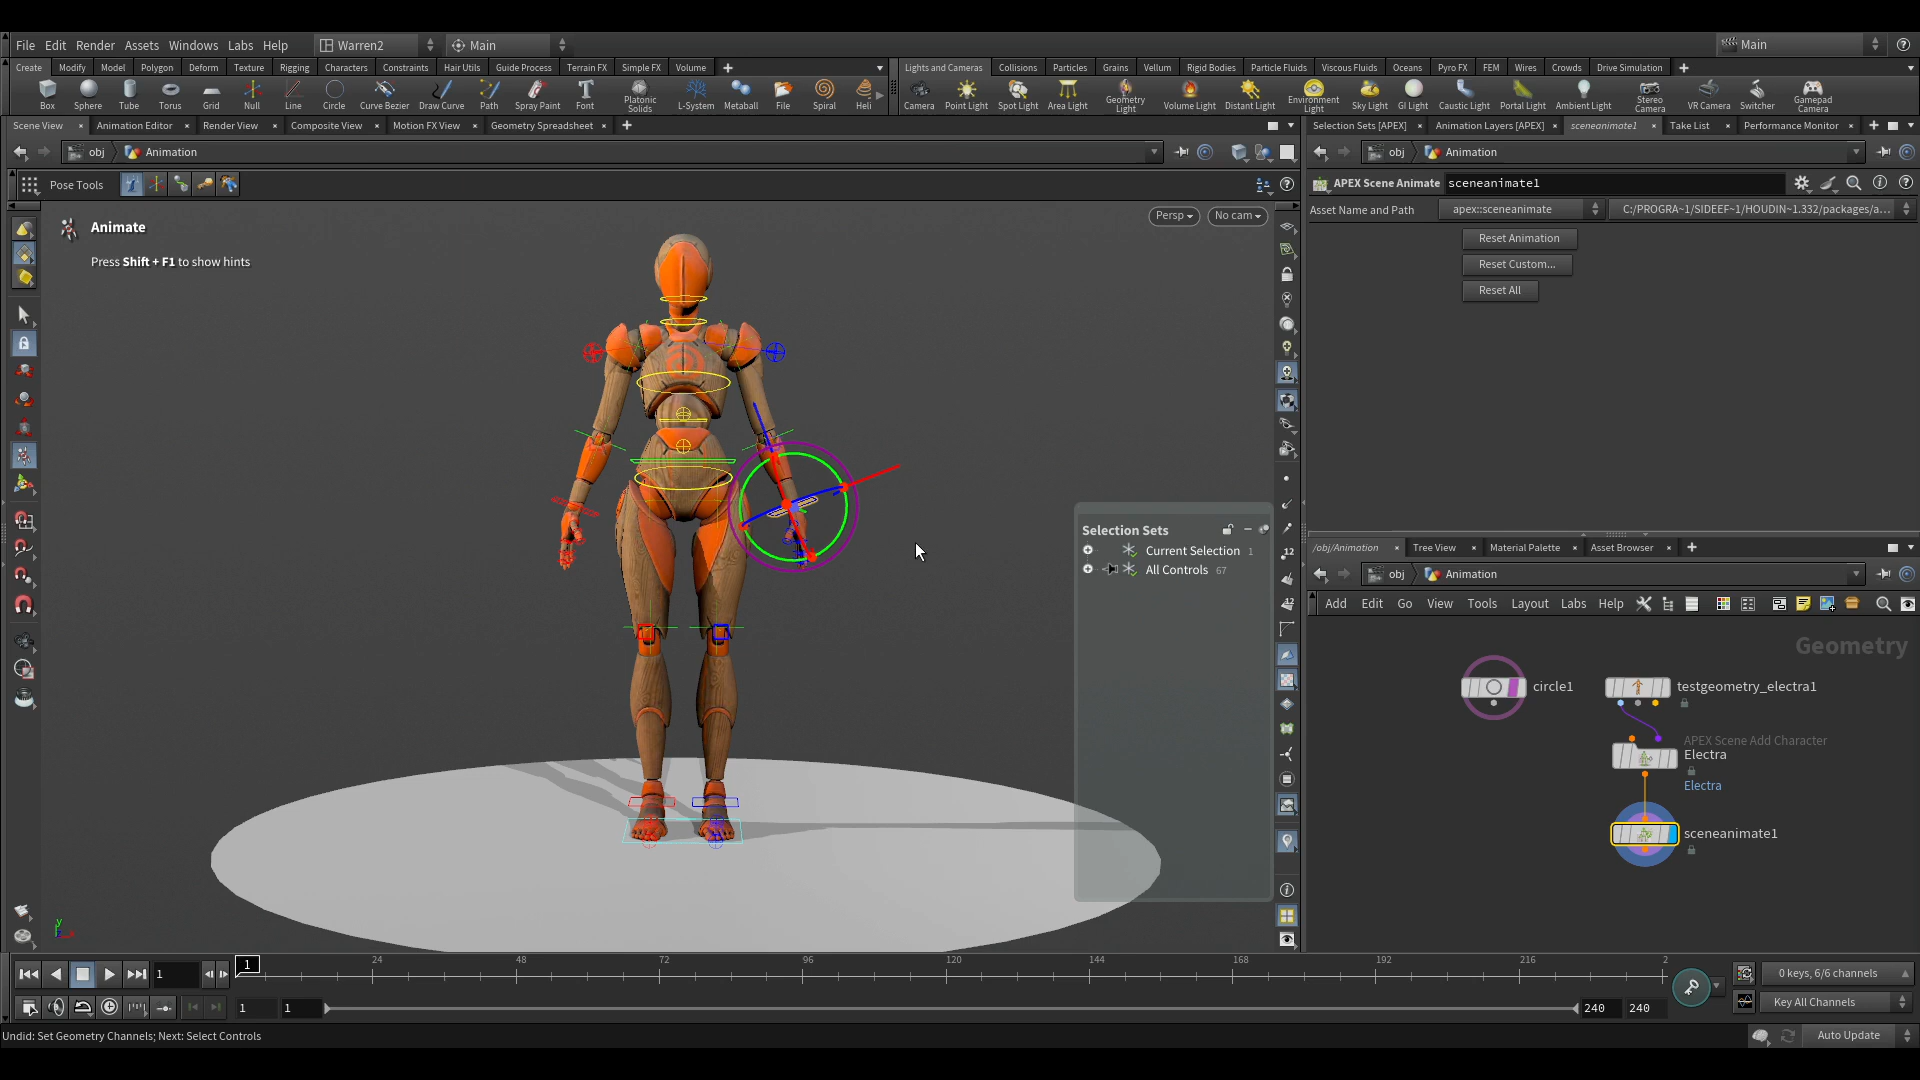 File Edit Render Assets Windows Labs Help Warren2 Main Main
Create Modify Model Polygon Deform Texture Rigging Characters Constraints Hair Utils Guide Process Terrain FX Simple FX Volume
Lights and Cameras Collisions Particles Grains Vellum Rigid Bodies Particle Fluids Viscous Fluids Oceans Pyro FX FEM Wires Crowds Drive Simulation
Box Sphere Tube Torus Grid Null Line Circle Curve Bezier Draw Curve Path Spray Paint Font Platonic Solids L-System Metaball File Spiral Heli
Camera Point Light Spot Light Area Light Geometry Light Volume Light Distant Light Environment Light Sky Light GI Light Caustic Light Portal Light Ambient Light Stereo Camera VR Camera Switcher Gamepad Camera
Scene View Animation Editor Render View Composite View Motion FX View Geometry Spreadsheet
Selection Sets [APEX] Animation Layers [APEX] sceneanimate1 Take List Performance Monitor
obj Animation
obj Animation
Pose Tools
APEX Scene Animate sceneanimate1
Asset Name and Path apex::sceneanimate C:/PROGRA~1/SIDEEF~1/HOUDIN~1.332/packages/a...
Reset Animation
Reset Custom...
Reset All
Animate
Press Shift + F1 to show hints
Persp No cam
Selection Sets
Current Selection 1
All Controls 67
12
12
y
/obj/Animation Tree View Material Palette Asset Browser
obj Animation
Add Edit Go View Tools Layout Labs Help
Geometry
circle1 testgeometry_electra1
APEX Scene Add Character
Electra
Electra
sceneanimate1
1 1 24 48 72 96 120 144 168 192 216 2
0 keys, 6/6 channels
1 1 240 240 Key All Channels
Undid: Set Geometry Channels; Next: Select Controls
Auto Update